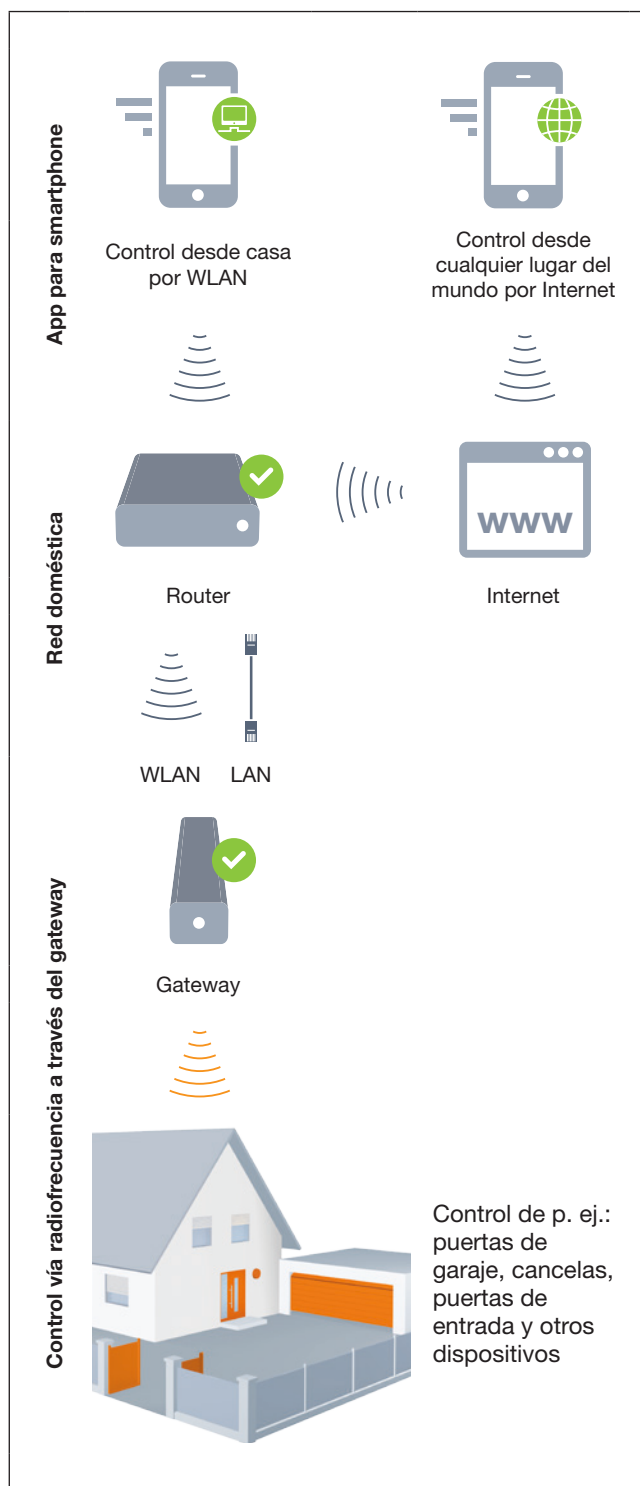 App para smartphone
Control desde casa
por WLAN
Control desde
cualquier lugar del
mundo por Internet
Red doméstica
www
Router
Internet
WLAN
LAN
Control vía radiofrecuencia a través del gateway
Gateway
Control de p. ej.:
puertas de
garaje, cancelas,
puertas de
entrada y otros
dispositivos